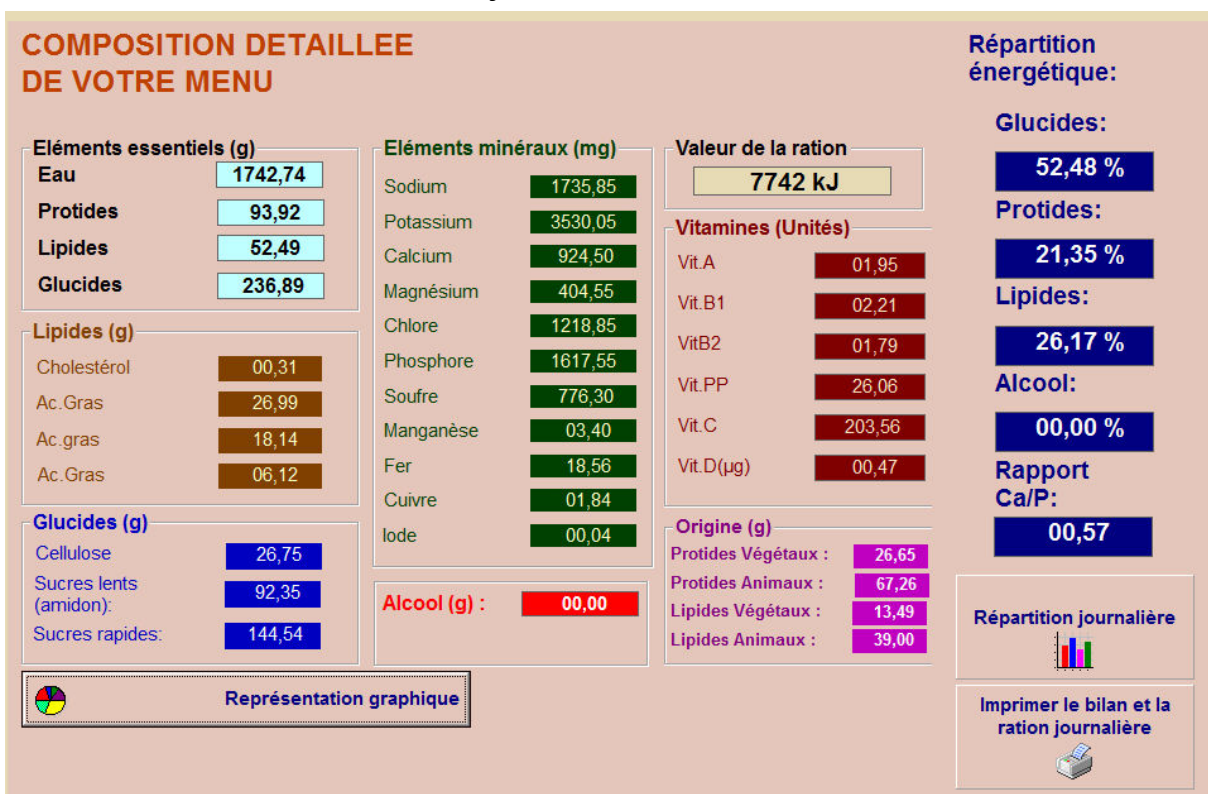 COMPOSITION DETAILLEE
DE VOTRE MENU
Eléments essentiels (g)
Eau 1742,74
Protides 93,92
Lipides 52,49
Glucides 236,89
Lipides (g)
Cholestérol 00,31
Ac.Gras 26,99
Ac.gras 18,14
Ac.Gras 06,12
Glucides (g)
Cellulose 26,75
Sucres lents
(amidon): 92,35
Sucres rapides: 144,54
Représentation graphique
Eléments minéraux (mg)
Sodium 1735,85
Potassium 3530,05
Calcium 924,50
Magnésium 404,55
Chlore 1218,85
Phosphore 1617,55
Soufre 776,30
Manganèse 03,40
Fer 18,56
Cuivre 01,84
Iode 00,04
Alcool (g) : 00,00
Valeur de la ration
7742 kJ
Vitamines (Unités)
Vit.A 01,95
Vit.B1 02,21
VitB2 01,79
Vit.PP 26,06
Vit.C 203,56
Vit.D(µg) 00,47
Origine (g)
Protides Végétaux : 26,65
Protides Animaux : 67,26
Lipides Végétaux : 13,49
Lipides Animaux : 39,00
Répartition
énergétique:
Glucides:
52,48 %
Protides:
21,35 %
Lipides:
26,17 %
Alcool:
00,00 %
Rapport
Ca/P:
00,57
Répartition journalière
Imprimer le bilan et la
ration journalière